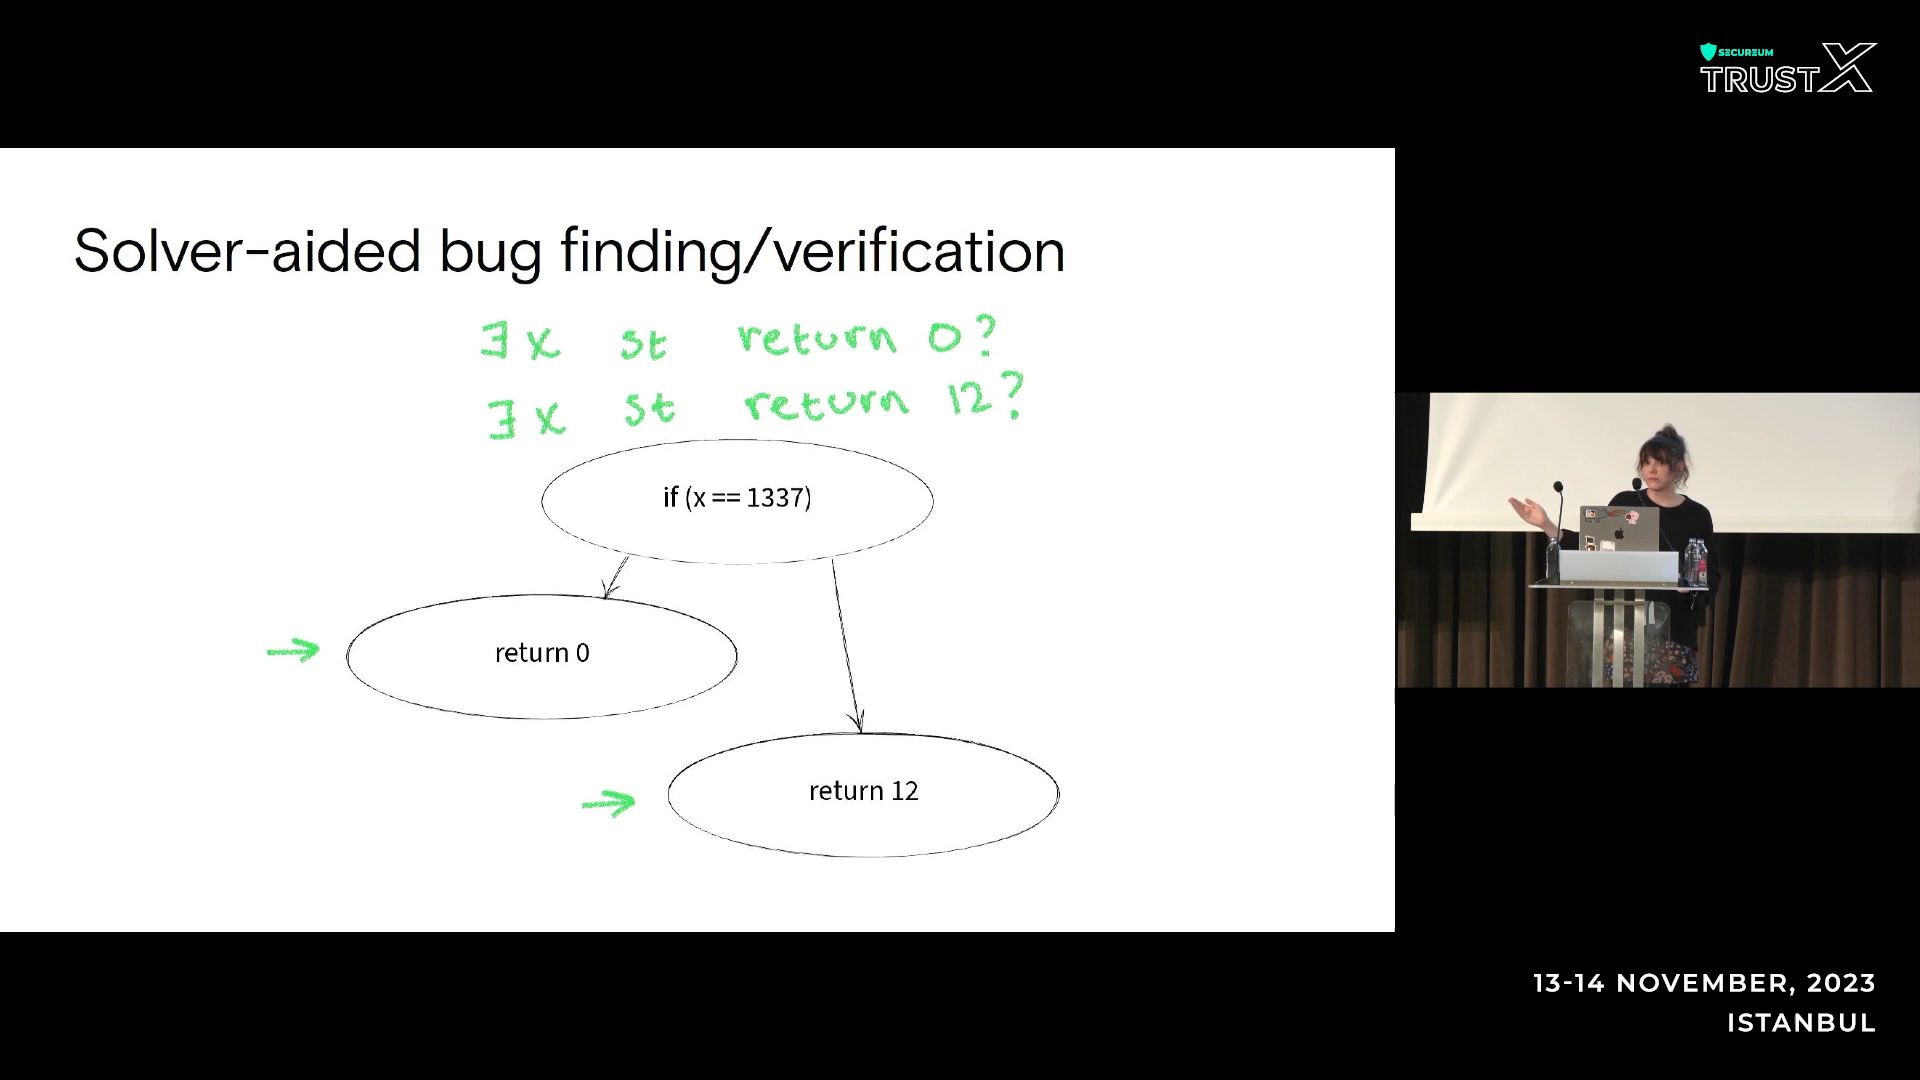 SECUREUM
TRUSTX
Solver-aided bug finding/verification
∃ x st return 0?
∃ x st return 12?
if (x == 1337)
return 0
return 12
13-14 NOVEMBER, 2023
ISTANBUL